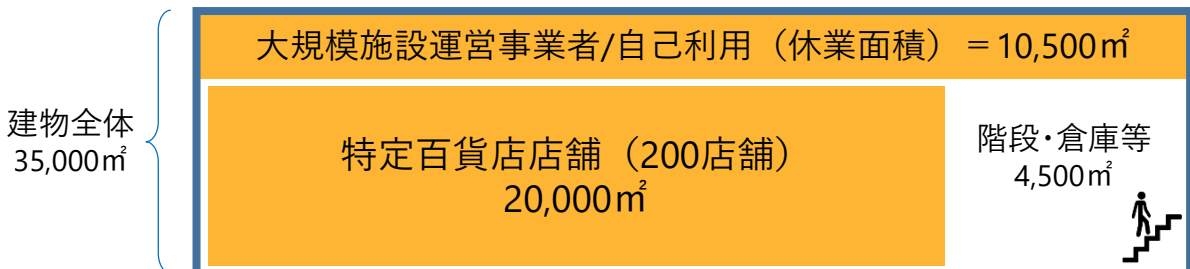 大規模施設運営事業者/自己利用（休業面積）＝10,500㎡
建物全体
35,000㎡
特定百貨店店舗（200店舗）
20,000㎡
階段・倉庫等
4,500㎡